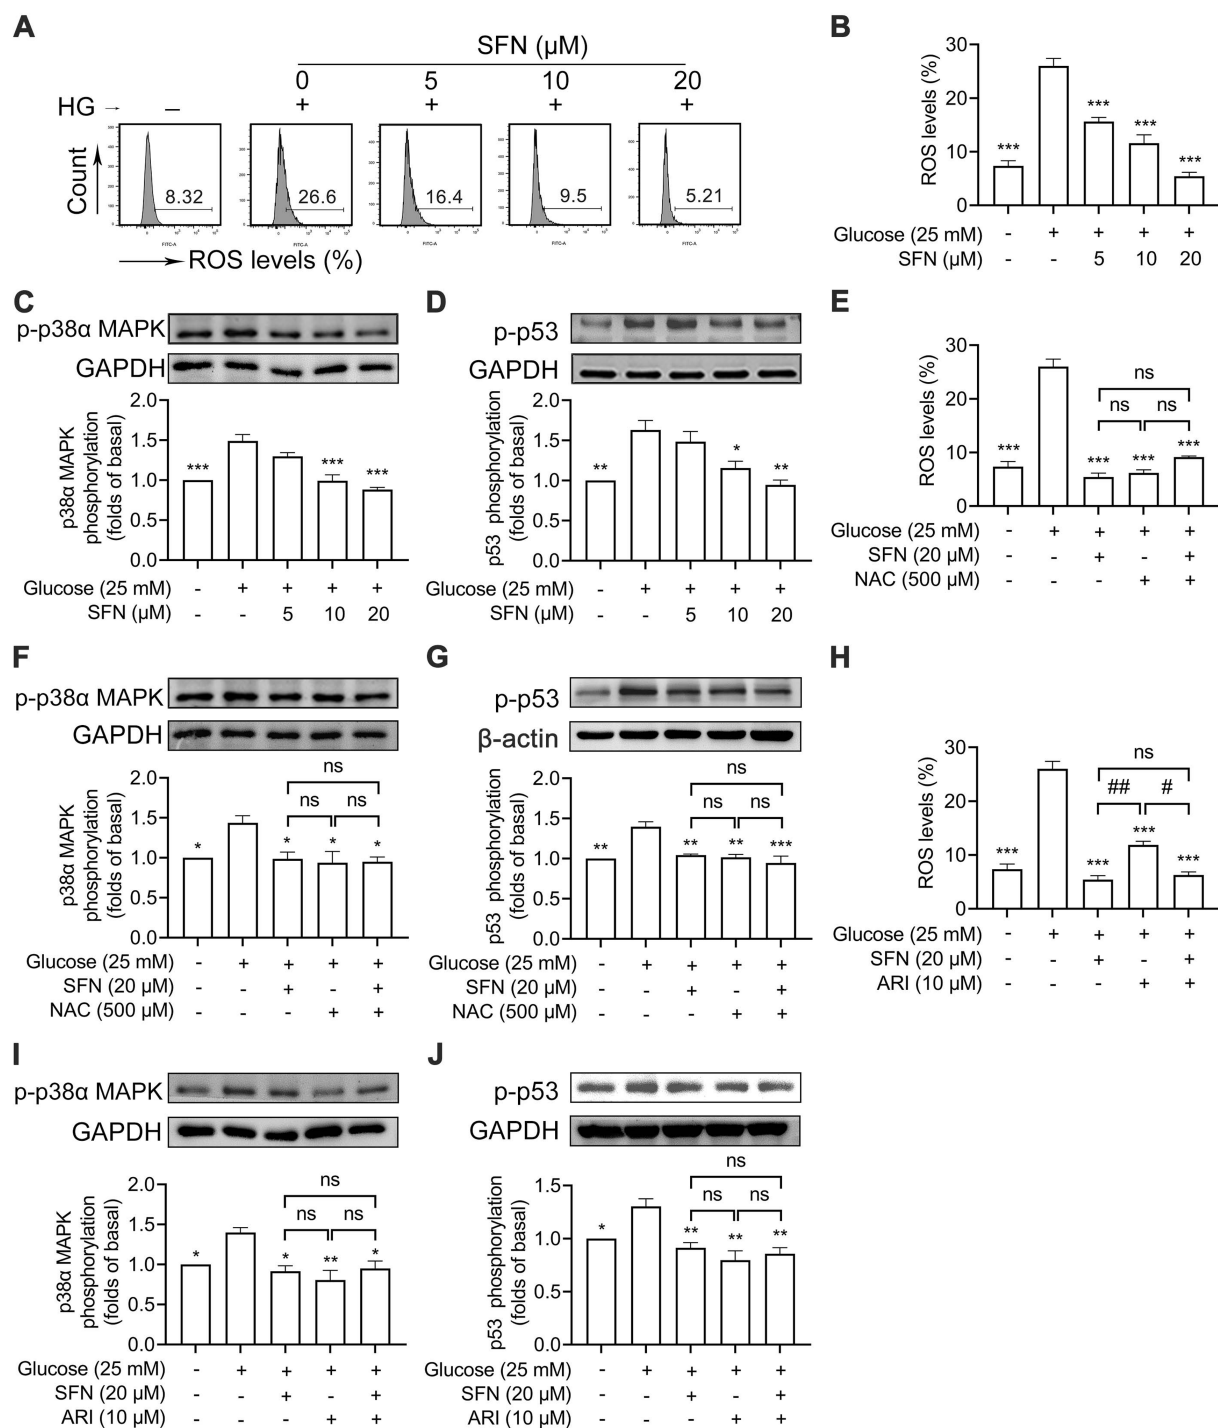 A
SFN (µM)
0 5 10 20
HG → – + + + +
Count
8.32 26.6 16.4 9.5 5.21
FITC-A FITC-A FITC-A FITC-A FITC-A
ROS levels (%)
B
ROS levels (%)
30
20
10
0
*** *** *** ***
Glucose (25 mM) - + + + +
SFN (µM) - - 5 10 20
C
p-p38α MAPK
GAPDH
p38α MAPK
phosphorylation
(folds of basal)
2.0
1.5
1.0
0.5
0.0
*** *** ***
Glucose (25 mM) - + + + +
SFN (µM) - - 5 10 20
D
p-p53
GAPDH
p53 phosphorylation
(folds of basal)
2.0
1.5
1.0
0.5
0.0
** * **
Glucose (25 mM) - + + + +
SFN (µM) - - 5 10 20
E
ROS levels (%)
30
20
10
0
ns
ns ns
*** *** *** ***
Glucose (25 mM) - + + + +
SFN (20 µM) - - + - +
NAC (500 µM) - - - + +
F
p-p38α MAPK
GAPDH
p38α MAPK
phosphorylation
(folds of basal)
2.0
1.5
1.0
0.5
0.0
ns
ns ns
* * * *
Glucose (25 mM) - + + + +
SFN (20 µM) - - + - +
NAC (500 µM) - - - + +
G
p-p53
β-actin
p53 phosphorylation
(folds of basal)
2.0
1.5
1.0
0.5
0.0
ns
ns ns
** ** ** ***
Glucose (25 mM) - + + + +
SFN (20 µM) - - + - +
NAC (500 µM) - - - + +
H
ROS levels (%)
30
20
10
0
ns
## #
*** *** *** ***
Glucose (25 mM) - + + + +
SFN (20 µM) - - + - +
ARI (10 µM) - - - + +
I
p-p38α MAPK
GAPDH
p38α MAPK
phosphorylation
(folds of basal)
2.0
1.5
1.0
0.5
0.0
ns
ns ns
* * ** *
Glucose (25 mM) - + + + +
SFN (20 µM) - - + - +
ARI (10 µM) - - - + +
J
p-p53
GAPDH
p53 phosphorylation
(folds of basal)
1.5
1.0
0.5
0.0
ns
ns ns
* ** ** **
Glucose (25 mM) - + + + +
SFN (20 µM) - - + - +
ARI (10 µM) - - - + +